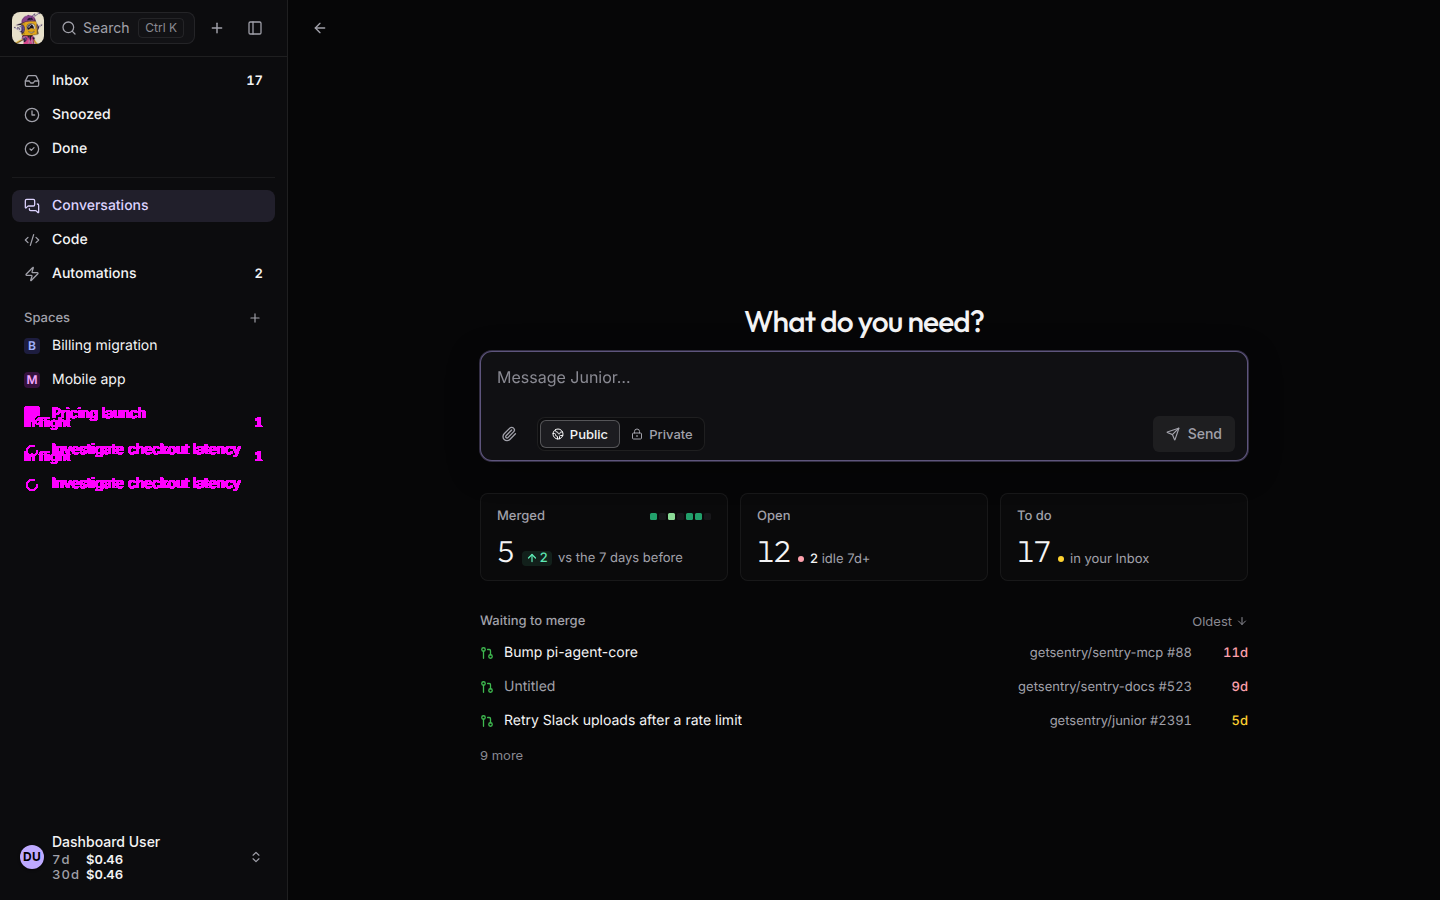 Search Ctrl K
Inbox 17
Snoozed
Done
Conversations
Code
Automations 2
Spaces
B Billing migration
M Mobile app
Pricing launch
In flight 1
Investigate checkout latency
In flight 1
Investigate checkout latency
DU Dashboard User
7d $0.46
30d $0.46
What do you need?
Message Junior...
Public Private Send
Merged
5 2 vs the 7 days before
Open
12 2 idle 7d+
To do
17 in your Inbox
Waiting to merge Oldest
Bump pi-agent-core getsentry/sentry-mcp #88 11d
Untitled getsentry/sentry-docs #523 9d
Retry Slack uploads after a rate limit getsentry/junior #2391 5d
9 more